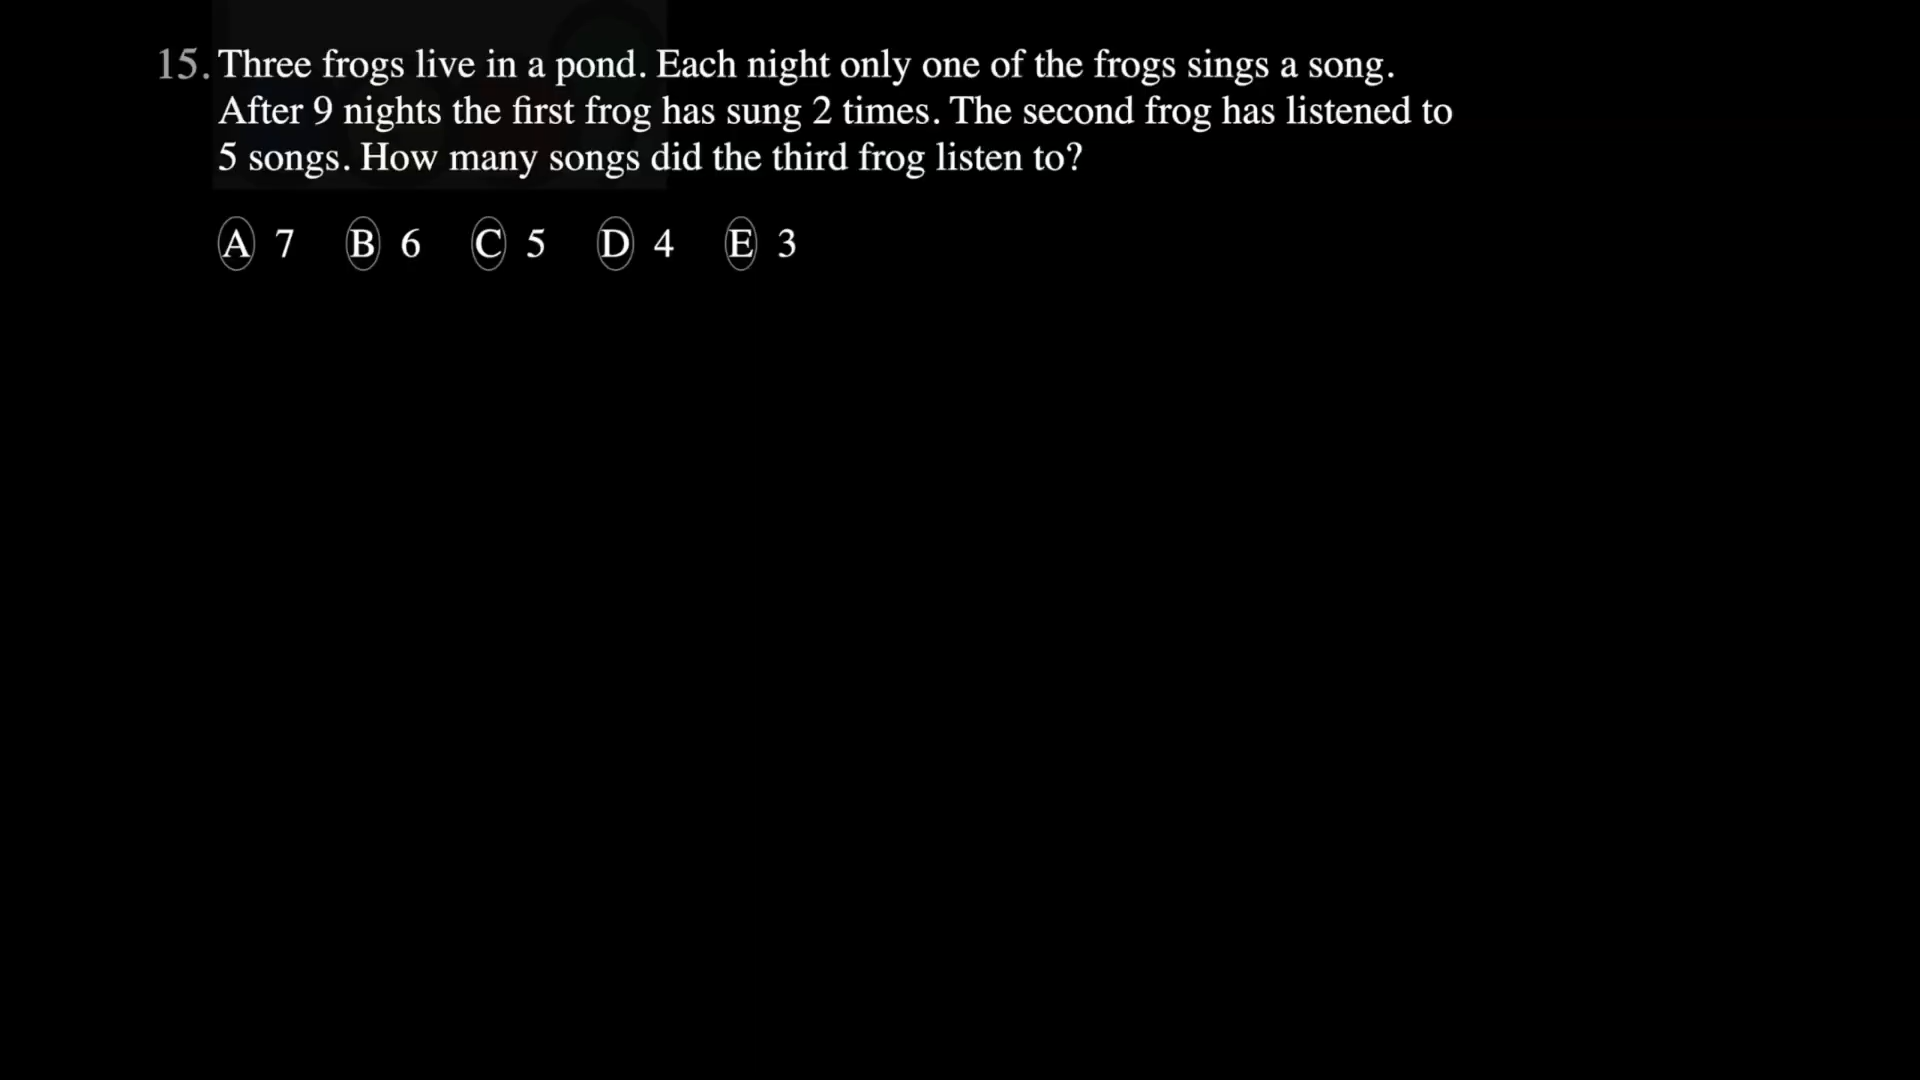 15. Three frogs live in a pond. Each night only one of the frogs sings a song.
After 9 nights the first frog has sung 2 times. The second frog has listened to
5 songs. How many songs did the third frog listen to?
A 7 B 6 C 5 D 4 E 3